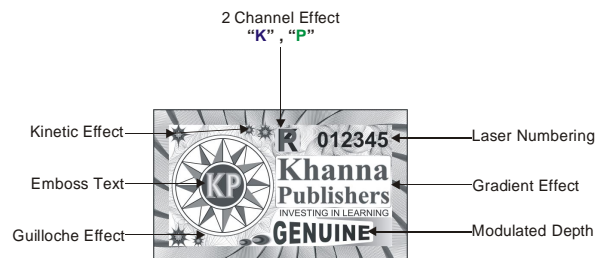 2 Channel Effect
“K” , “P”
Kinetic Effect
R 012345
Laser Numbering
Emboss Text
KP
Khanna
Publishers
INVESTING IN LEARNING
Gradient Effect
Guilloche Effect
GENUINE
Modulated Depth